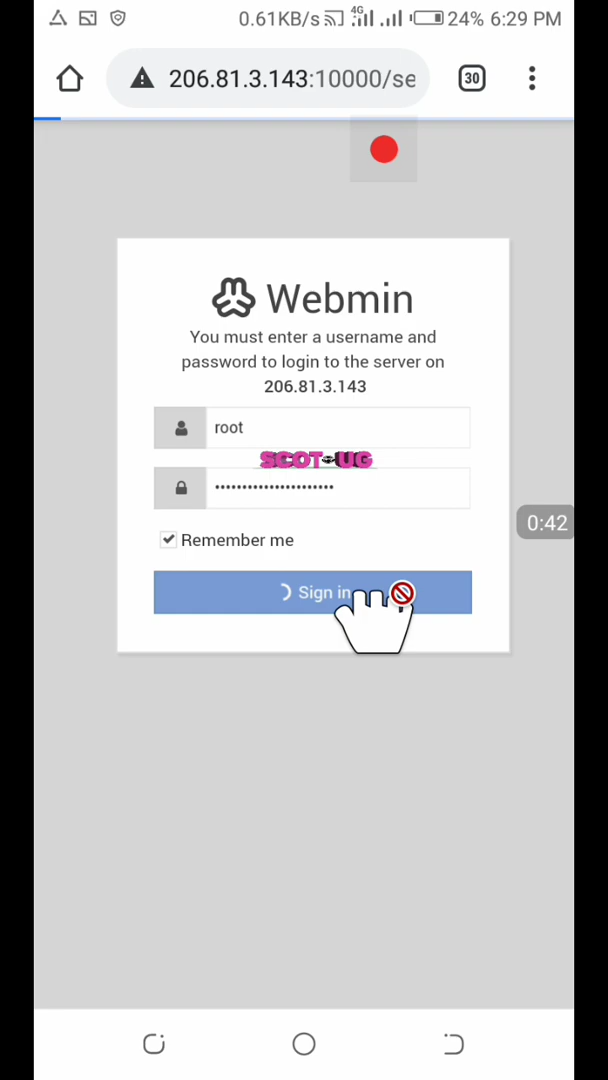 0.61KB/s 4G 24% 6:29 PM
206.81.3.143:10000/se
30
Webmin
You must enter a username and
password to login to the server on
206.81.3.143
root
SCOT UG
••••••••••••••••••••••
0:42
Remember me
Sign in